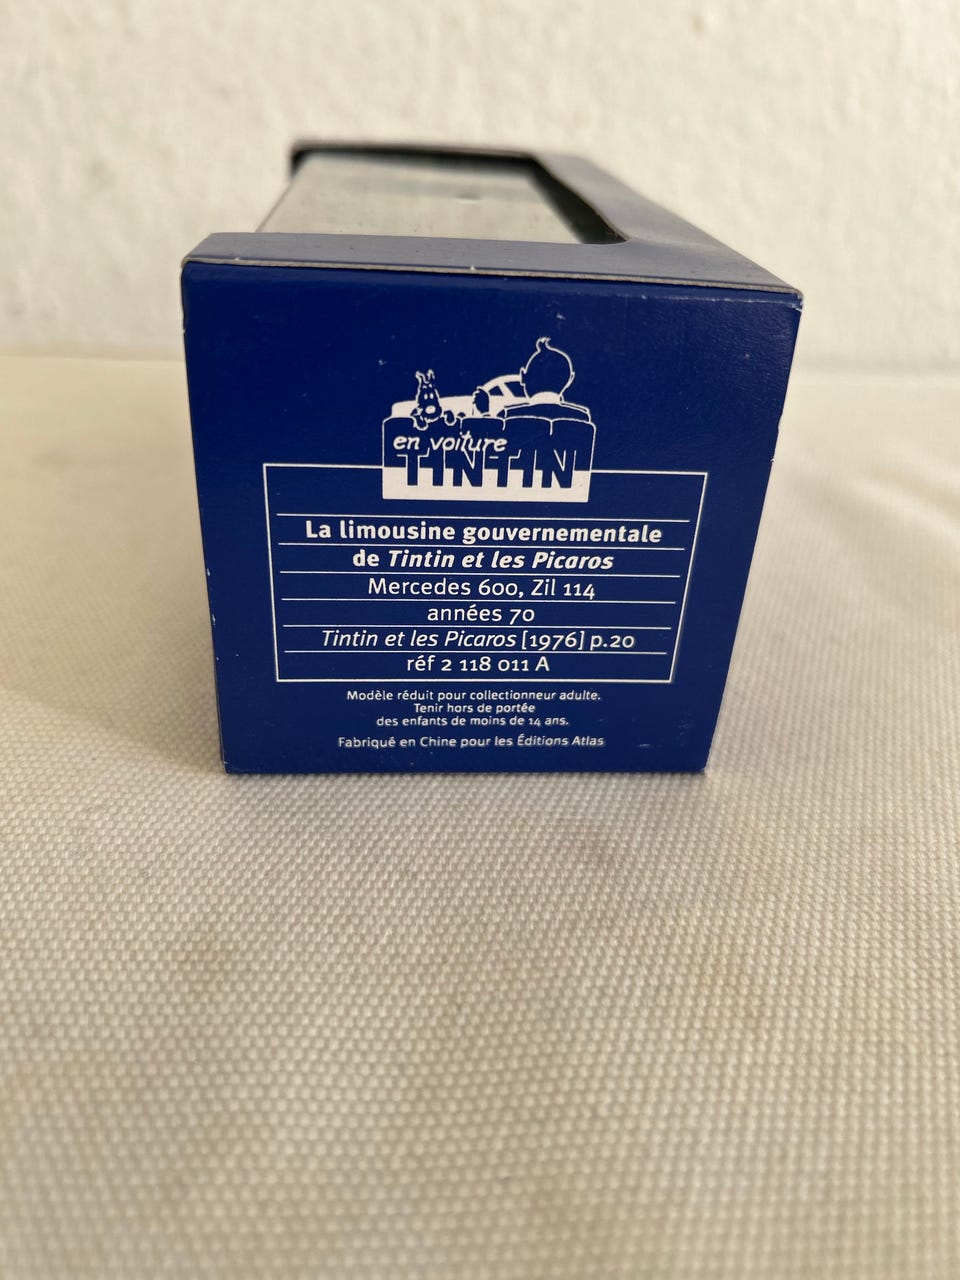 en voiture
TINTIN
La limousine gouvernementale
de Tintin et les Picaros
Mercedes 600, Zil 114
années 70
Tintin et les Picaros [1976] p.20
réf 2 118 011 A
Modèle réduit pour collectionneur adulte.
Tenir hors de portée
des enfants de moins de 14 ans.
Fabriqué en Chine pour les Éditions Atlas